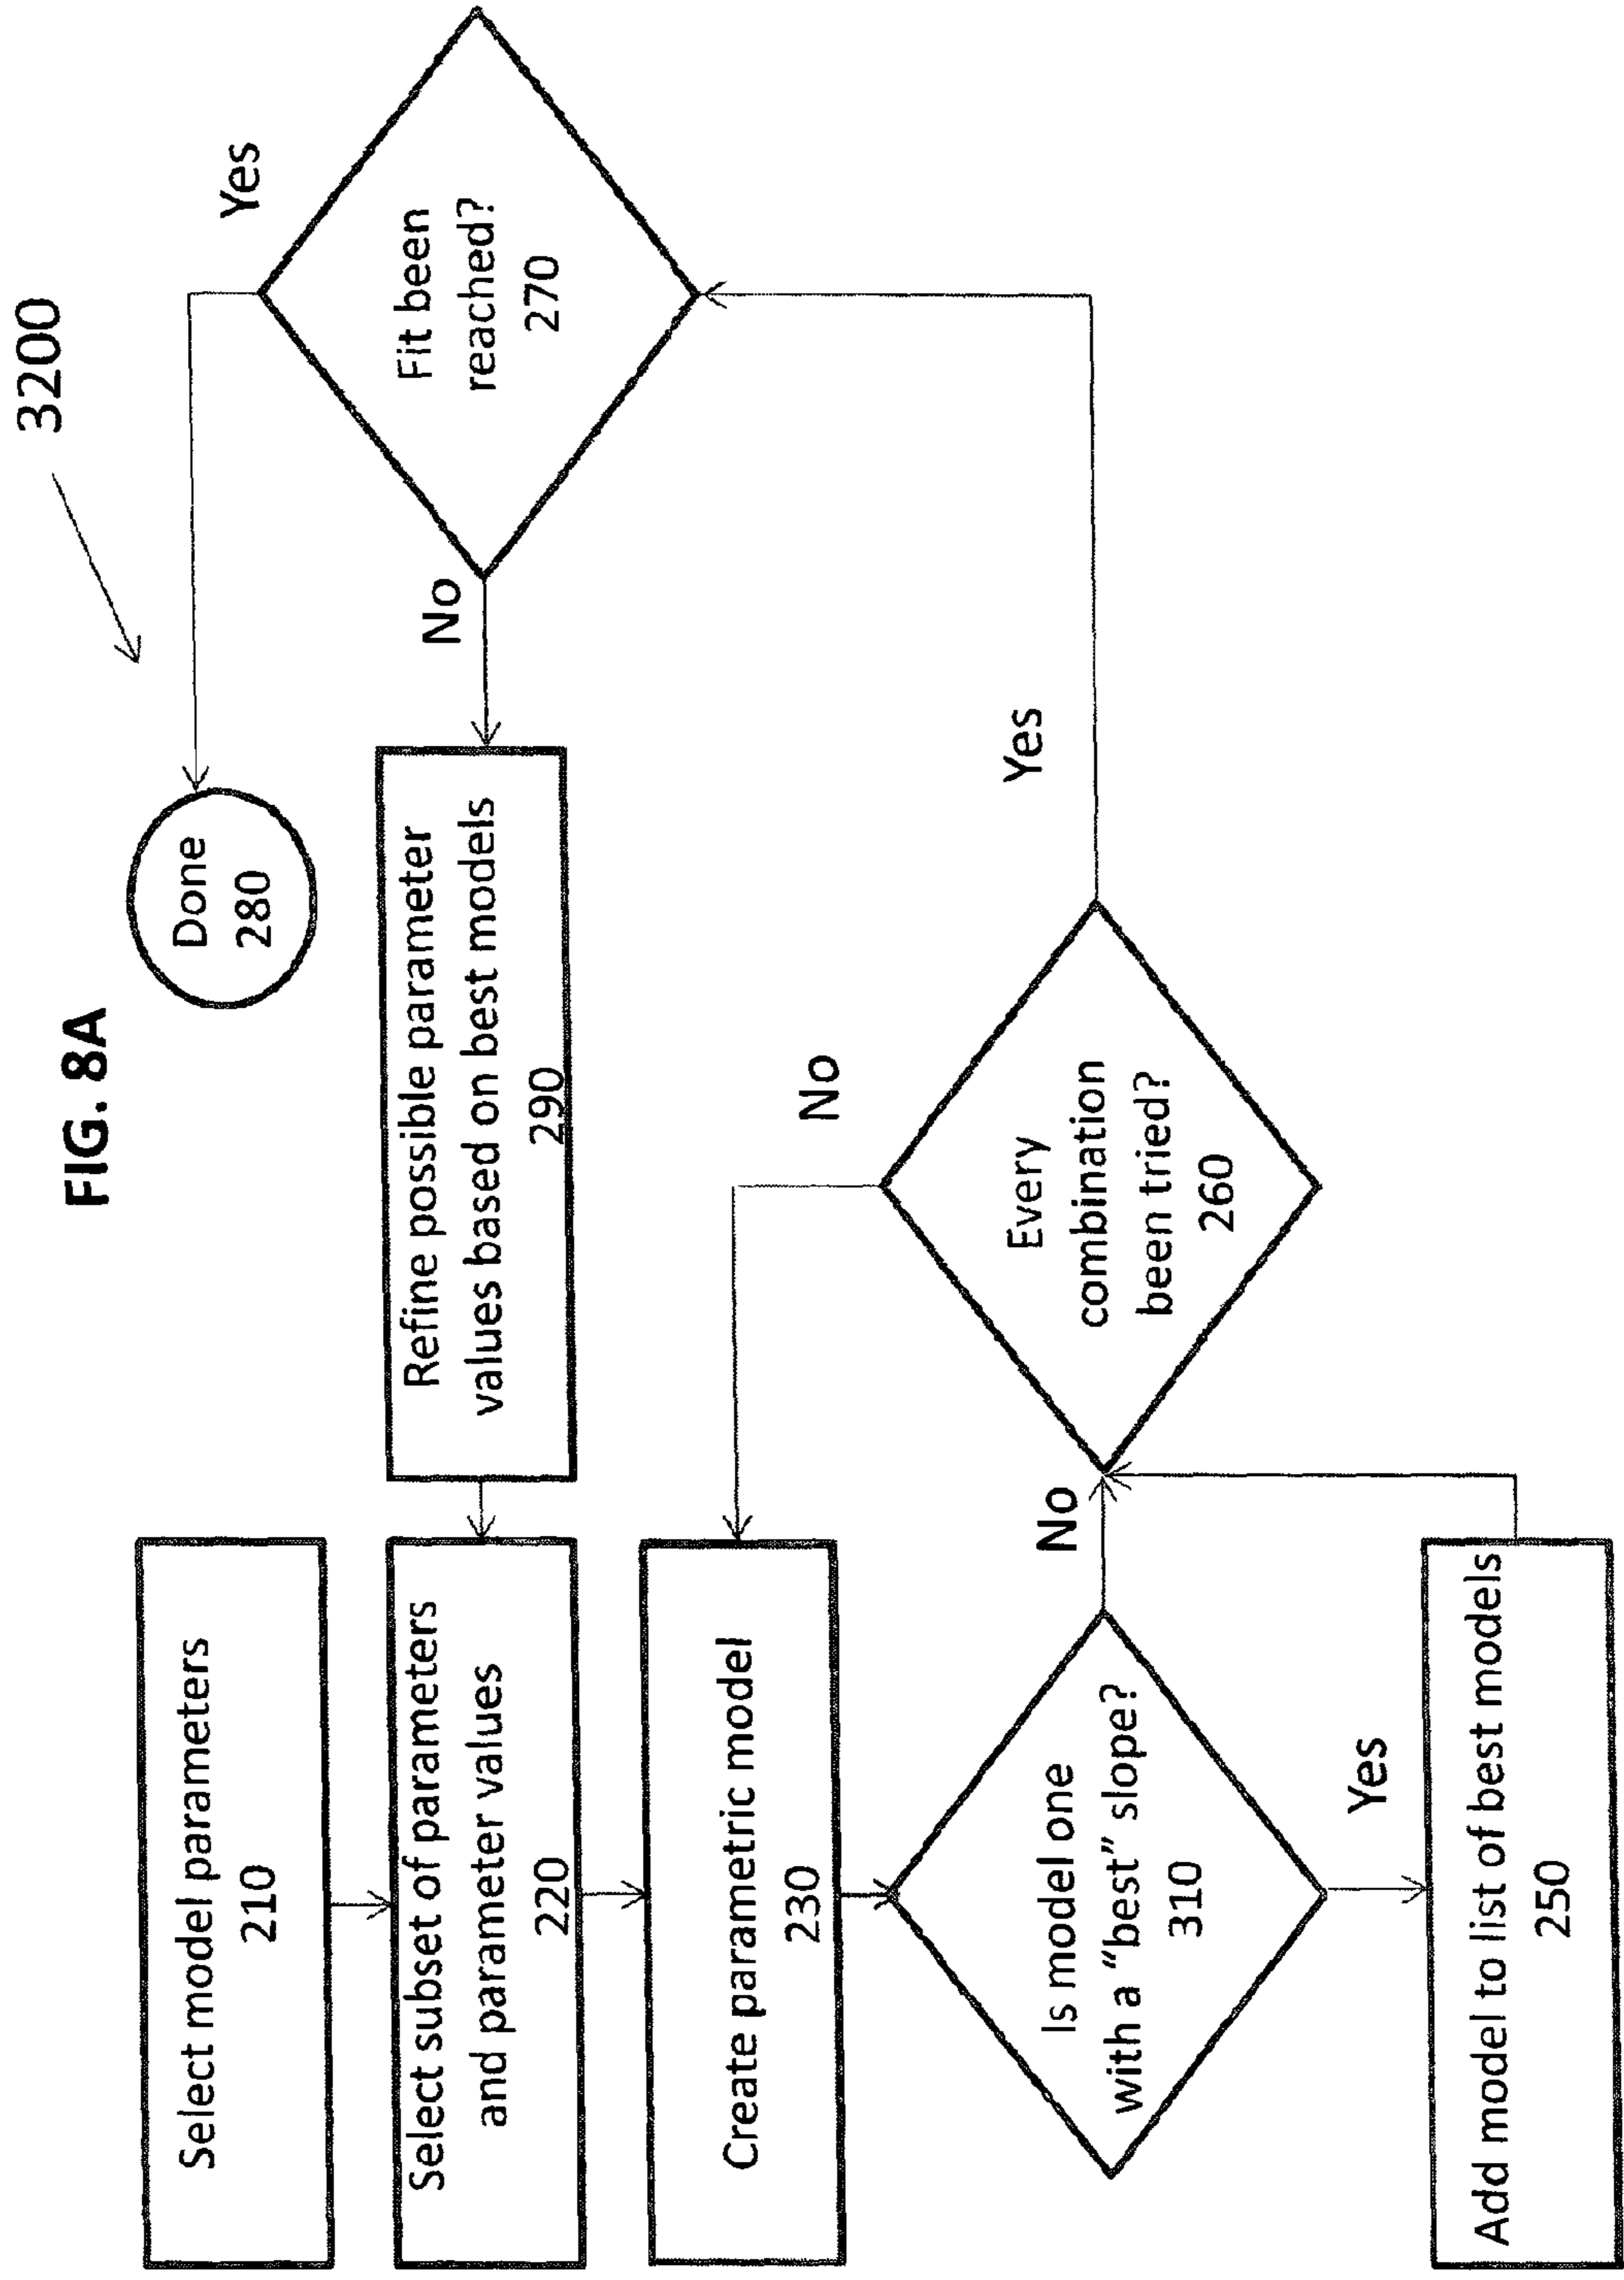 FIG. 8A
3200
Select model parameters
210
Select subset of parameters
and parameter values
220
Create parametric model
230
Is model one
with a “best” slope?
310
Yes
No
Add model to list of best models
250
Every
combination
been tried?
260
No
Yes
Fit been
reached?
270
No
Yes
Refine possible parameter
values based on best models
290
Done
280